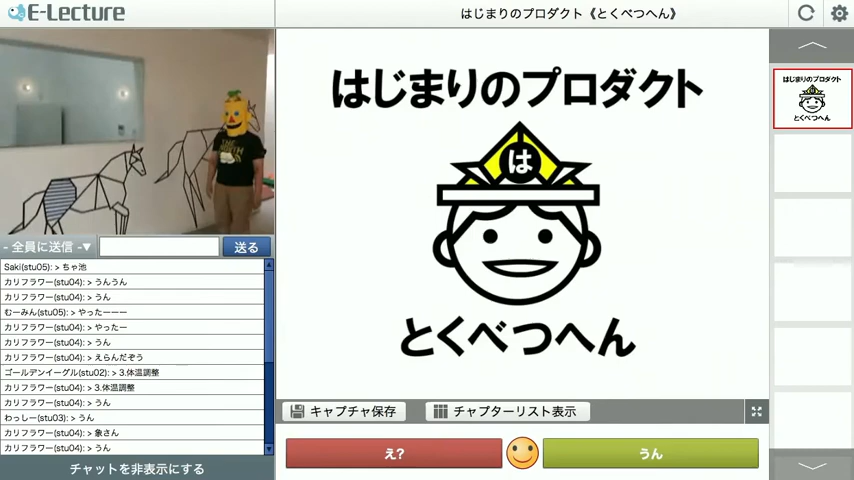 E-Lecture
はじまりのプロダクト《とくべつへん》
- 全員に送信 -▼
送る
Saki(stu05): > ちゃ池
カリフラワー(stu04): > うんうん
カリフラワー(stu04): > うん
むーみん(stu05): > やったーーー
カリフラワー(stu04): > やったー
カリフラワー(stu04): > うん
カリフラワー(stu04): > えらんだぞう
ゴールデンイーグル(stu02): > 3.体温調整
カリフラワー(stu04): > 3.体温調整
カリフラワー(stu04): > うん
わっしー(stu03): > うん
カリフラワー(stu04): > 象さん
カリフラワー(stu04): > うん
チャットを非表示にする
はじまりのプロダクト
は
とくべつへん
キャプチャ保存
チャプターリスト表示
え?
うん
はじまりのプロダクト
とくべつへん